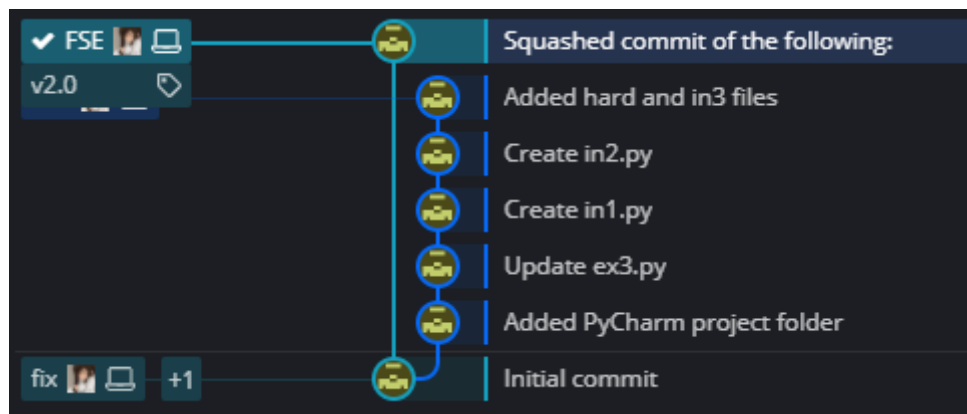 FSE
Squashed commit of the following:
v2.0
Added hard and in3 files
Create in2.py
Create in1.py
Update ex3.py
Added PyCharm project folder
fix
+1
Initial commit